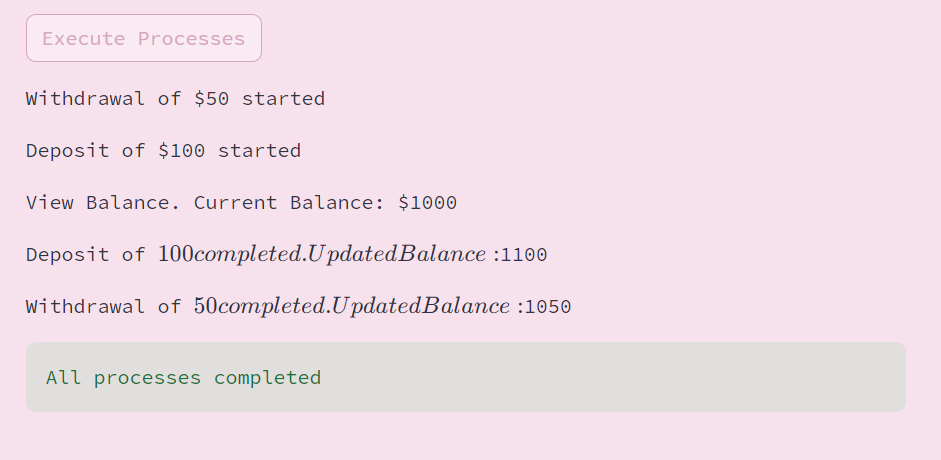 Execute Processes
Withdrawal of $50 started
Deposit of $100 started
View Balance. Current Balance: $1000
Deposit of 100completed.UpdatedBalance:1100
Withdrawal of 50completed.UpdatedBalance:1050
All processes completed